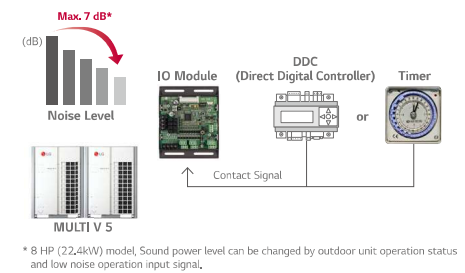 Max. 7 dB*
(dB)
Noise Level
IO Module
DDC
(Direct Digital Controller)
or
Timer
Contact Signal
LG
LG
MULTI V 5
* 8 HP (22.4kW) model, Sound power level can be changed by outdoor unit operation status
and low noise operation input signal.